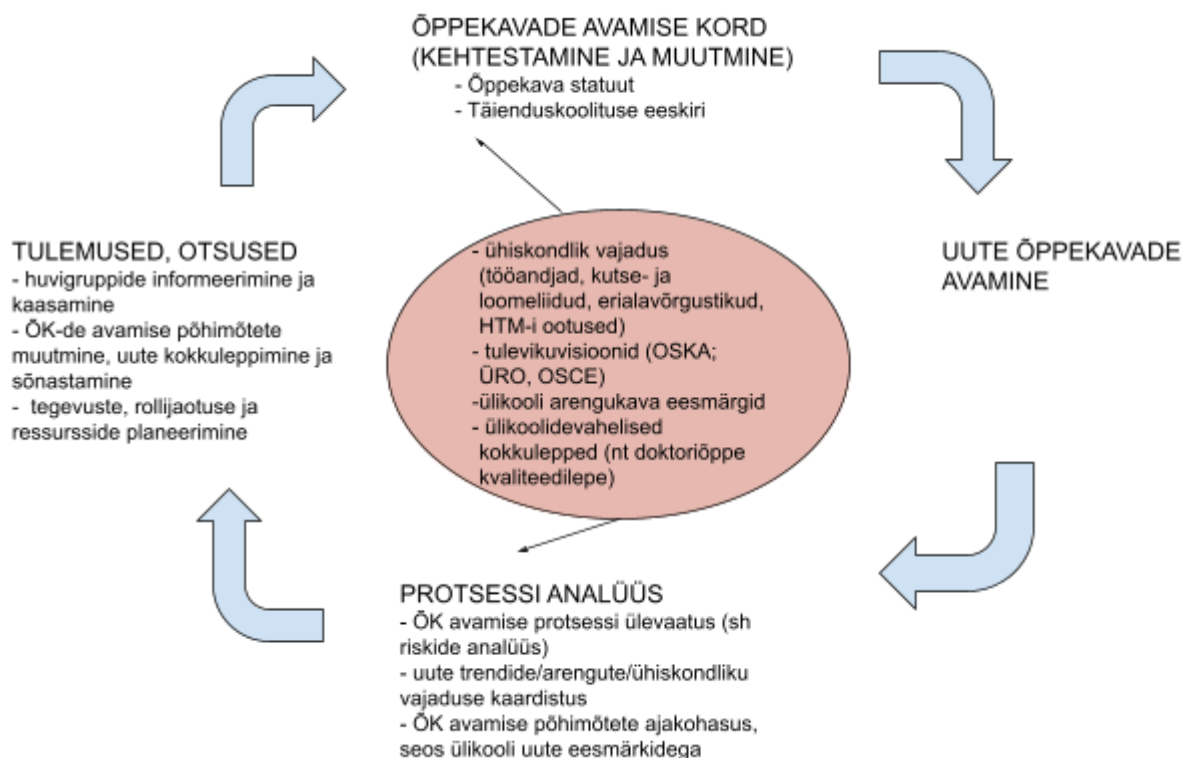 ÕPPEKAVADE AVAMISE KORD
(KEHTESTAMINE JA MUUTMINE)
- Õppekava statuut
- Täienduskoolituse eeskiri
UUTE ÕPPEKAVADE
AVAMINE
- ühiskondlik vajadus
(tööandjad, kutse- ja
loomeliidud, erialavõrgustikud,
HTM-i ootused)
- tulevikuvisioonid (OSKA;
ÜRO, OSCE)
-ülikooli arengukava eesmärgid
- ülikoolidevahelised
kokkulepped (nt doktoriõppe
kvaliteedilepe)
PROTSESSI ANALÜÜS
- ÕK avamise protsessi ülevaatus (sh
riskide analüüs)
- uute trendide/arengute/ühiskondliku
vajaduse kaardistus
- ÕK avamise põhimõtete ajakohasus,
seos ülikooli uute eesmärkidega
TULEMUSED, OTSUSED
- huvigruppide informeerimine ja
kaasamine
- ÕK-de avamise põhimõtete
muutmine, uute kokkuleppimine ja
sõnastamine
- tegevuste, rollijaotuse ja
ressursside planeerimine